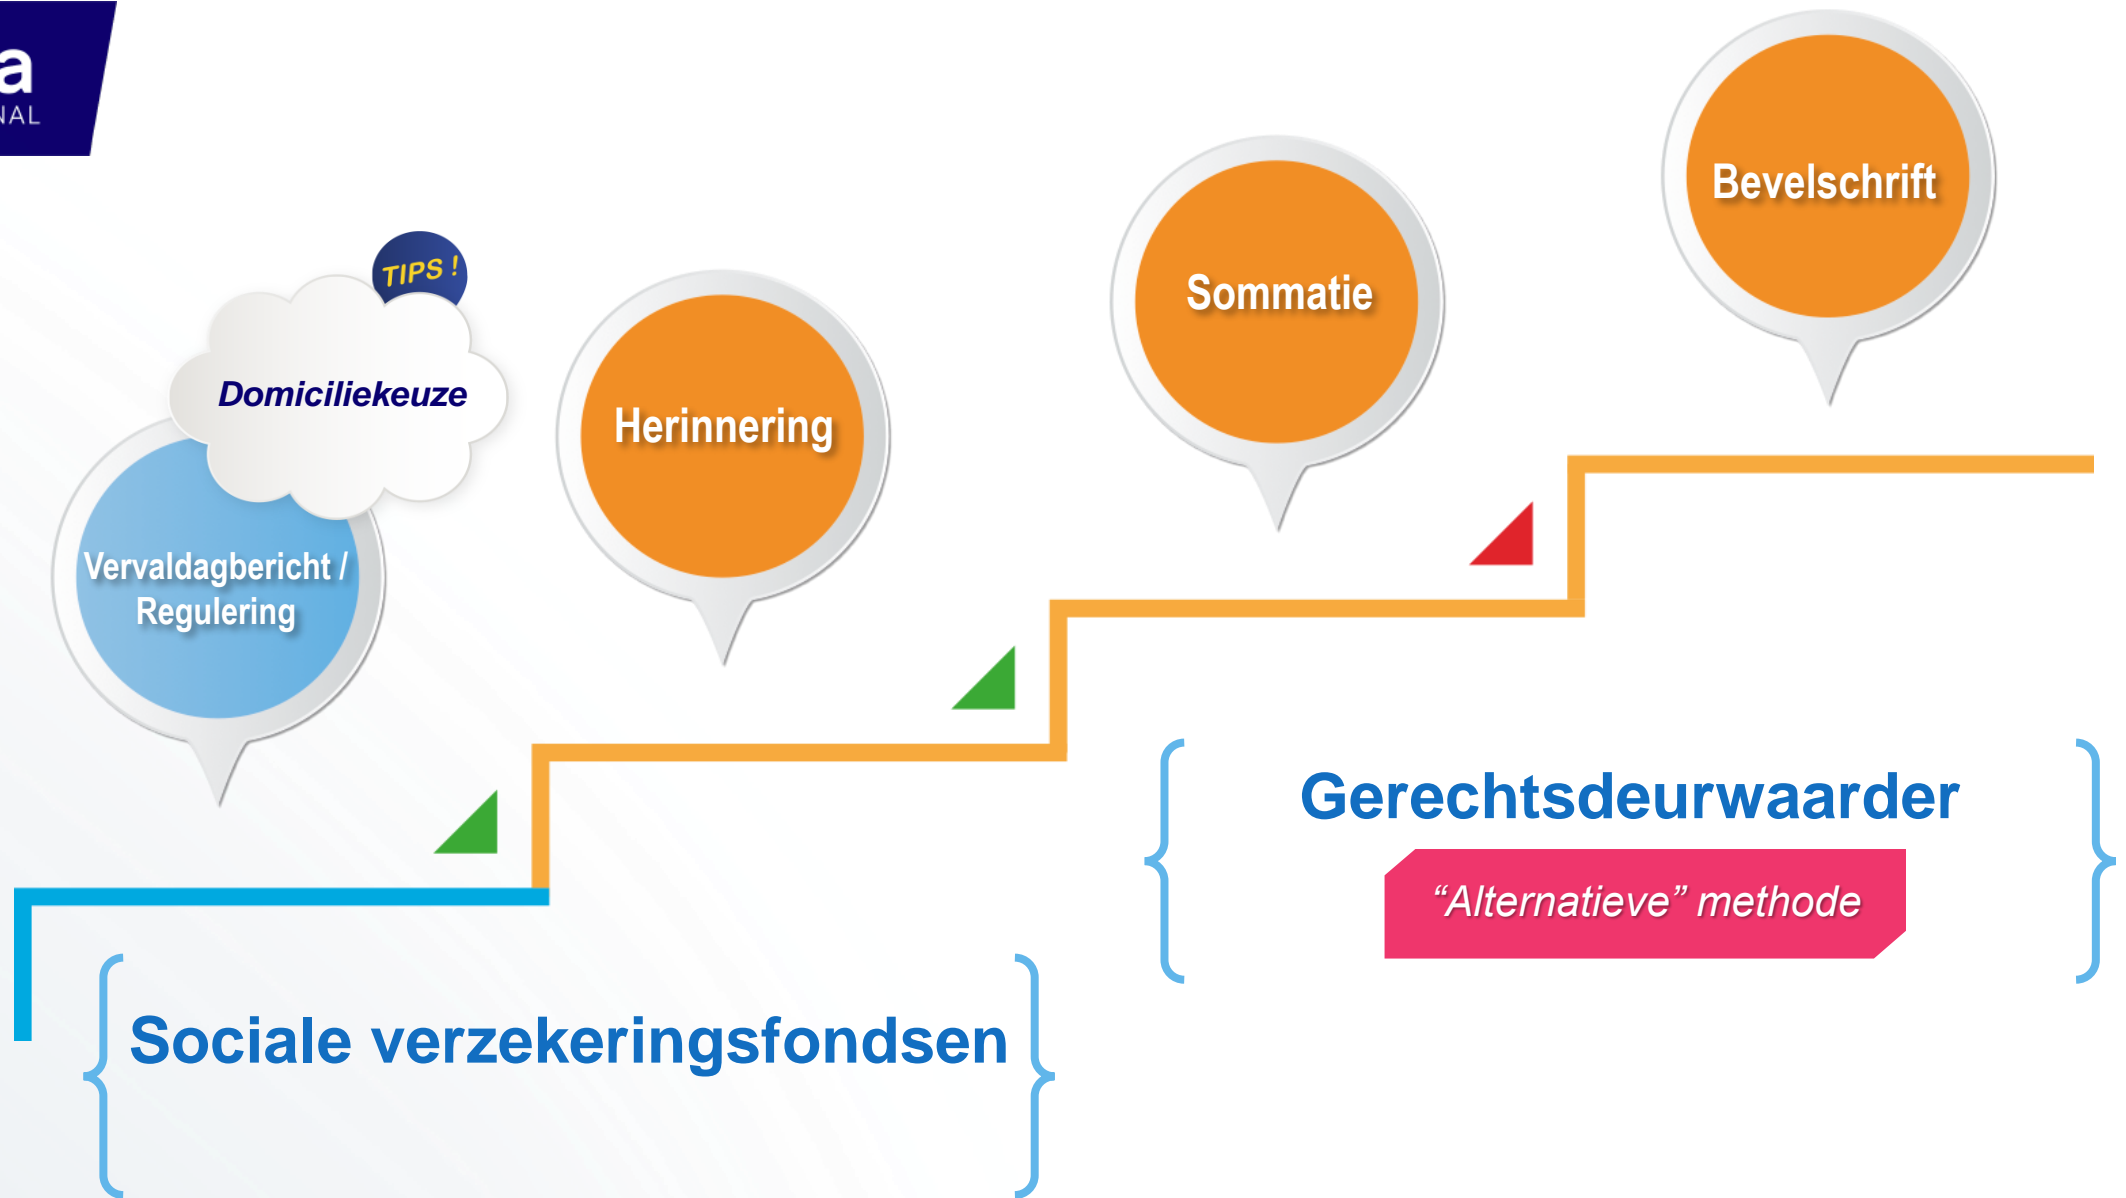 a
NAL
TIPS !
Domiciliekeuze
Vervaldagbericht /
Regulering
Herinnering
Sommatie
Bevelschrift
Gerechtsdeurwaarder
“Alternatieve” methode
Sociale verzekeringsfondsen